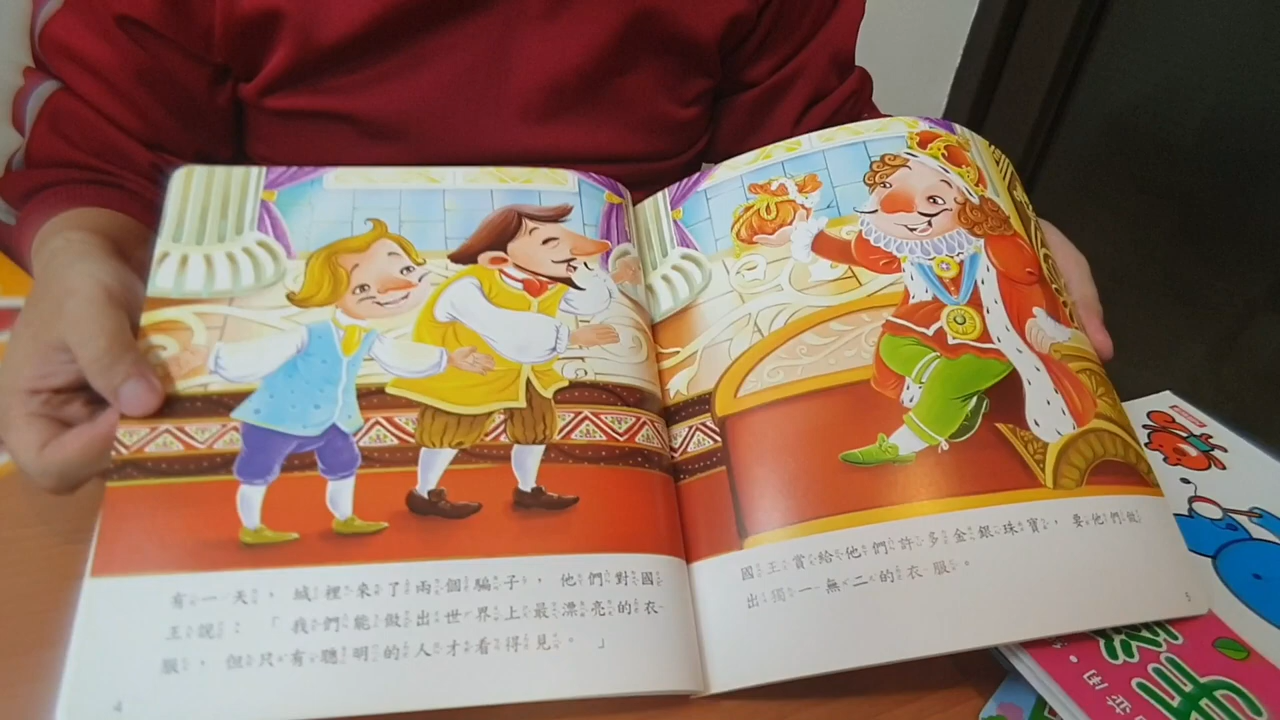 有一天，城裡來了兩個騙子，他們對國
王說：「我們能做出世界上最漂亮的衣
服，但只有聰明的人才看得見。」
4
國王賞給他們許多金銀珠寶，要他們做
出獨一無二的衣服。
5